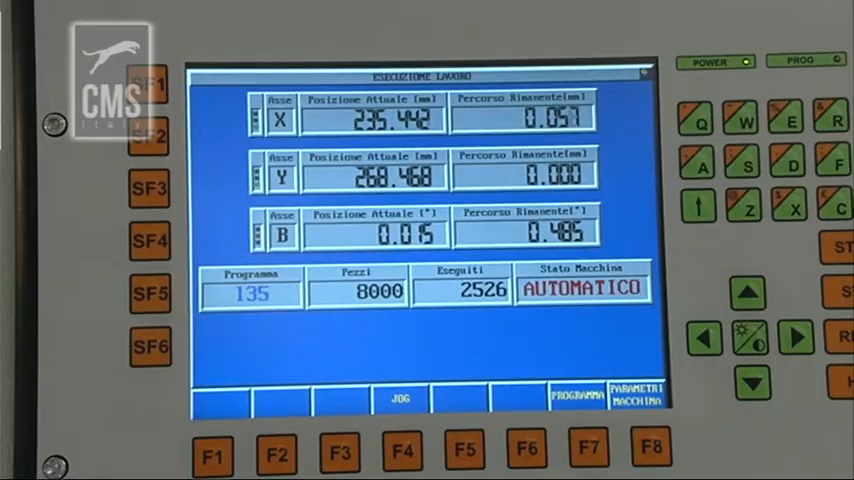 CMS
Italy
SF1
SF2
SF3
SF4
SF5
SF6
ESECUZIONE LAVORO
Asse Posizione Attuale (mm) Percorso Rimanente(mm)
X 235.442 0.057
Asse Posizione Attuale (mm) Percorso Rimanente(mm)
Y 268.468 0.000
Asse Posizione Attuale (°) Percorso Rimanente(°)
B 0.015 0.485
Programma Pezzi Eseguiti Stato Macchina
135 8000 2526 AUTOMATICO
JOG PROGRAMMA PARAMETRI MACCHINA
F1 F2 F3 F4 F5 F6 F7 F8
POWER PROG
Q W E R
A S D F
Z X C
ST
S
H